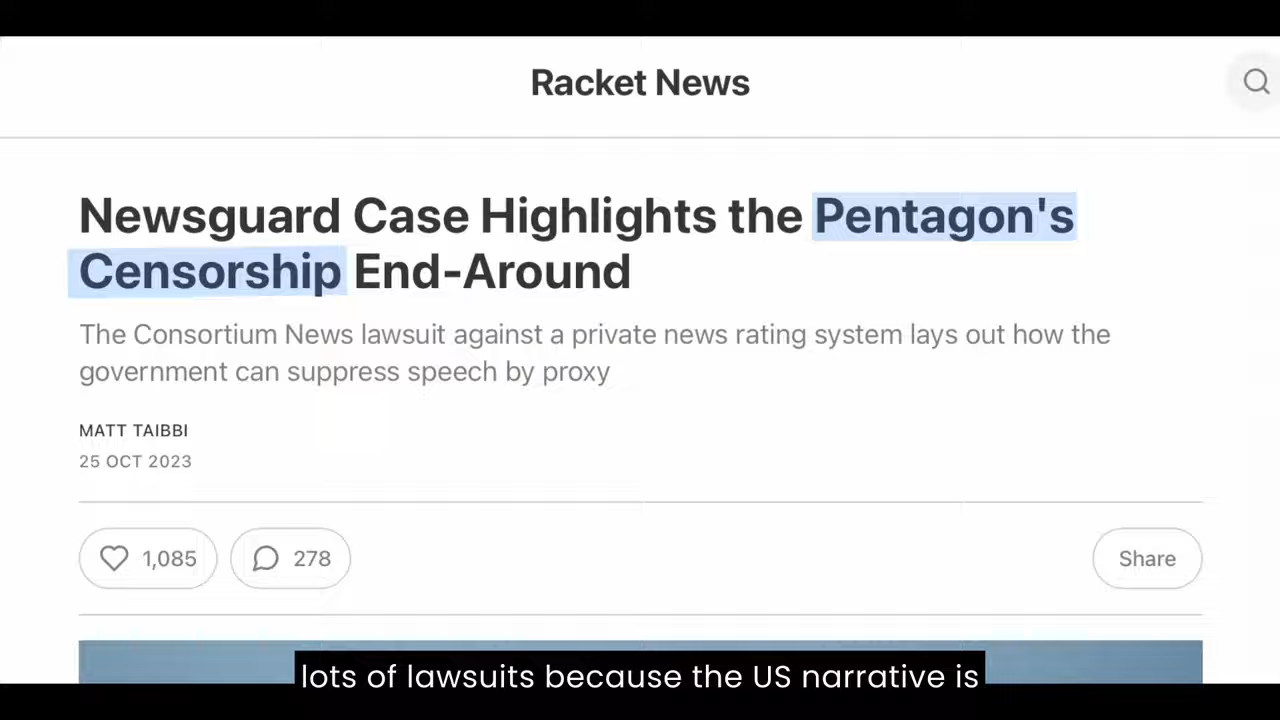 Racket News
Newsguard Case Highlights the Pentagon's
Censorship End-Around
The Consortium News lawsuit against a private news rating system lays out how the
government can suppress speech by proxy
MATT TAIBBI
25 OCT 2023
1,085
278
Share
lots of lawsuits because the US narrative is